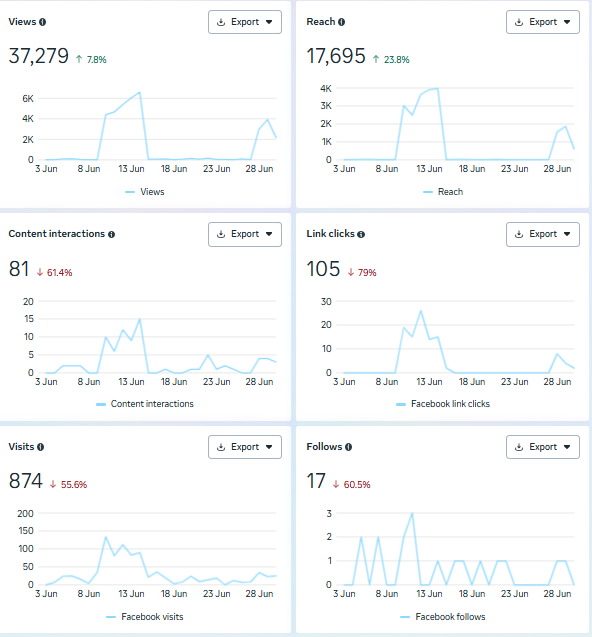 Views
Export
37,279 ↑ 7.8%
6K
4K
2K
0
3 Jun 8 Jun 13 Jun 18 Jun 23 Jun 28 Jun
Views
Reach
Export
17,695 ↑ 23.8%
4K
3K
2K
1K
0
3 Jun 8 Jun 13 Jun 18 Jun 23 Jun 28 Jun
Reach
Content interactions
Export
81 ↓ 61.4%
20
15
10
5
0
3 Jun 8 Jun 13 Jun 18 Jun 23 Jun 28 Jun
Content interactions
Link clicks
Export
105 ↓ 79%
30
20
10
0
3 Jun 8 Jun 13 Jun 18 Jun 23 Jun 28 Jun
Facebook link clicks
Visits
Export
874 ↓ 55.6%
200
150
100
50
0
3 Jun 8 Jun 13 Jun 18 Jun 23 Jun 28 Jun
Facebook visits
Follows
Export
17 ↓ 60.5%
3
2
1
0
3 Jun 8 Jun 13 Jun 18 Jun 23 Jun 28 Jun
Facebook follows